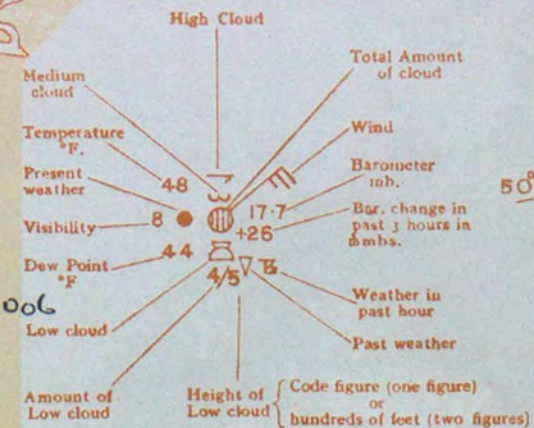 High Cloud
Medium
cloud
Total Amount
of cloud
Temperature
°F.
Wind
Present
weather
48
Barometer
mb.
50°
Visibility
8
17·7
+26
Bar. change in
past 3 hours in
mbs.
Dew Point
°F
44
4/5
006
Low cloud
Weather in
past hour
Past weather
Amount of
Low cloud
Height of
Low cloud
Code figure (one figure)
or
hundreds of feet (two figures)